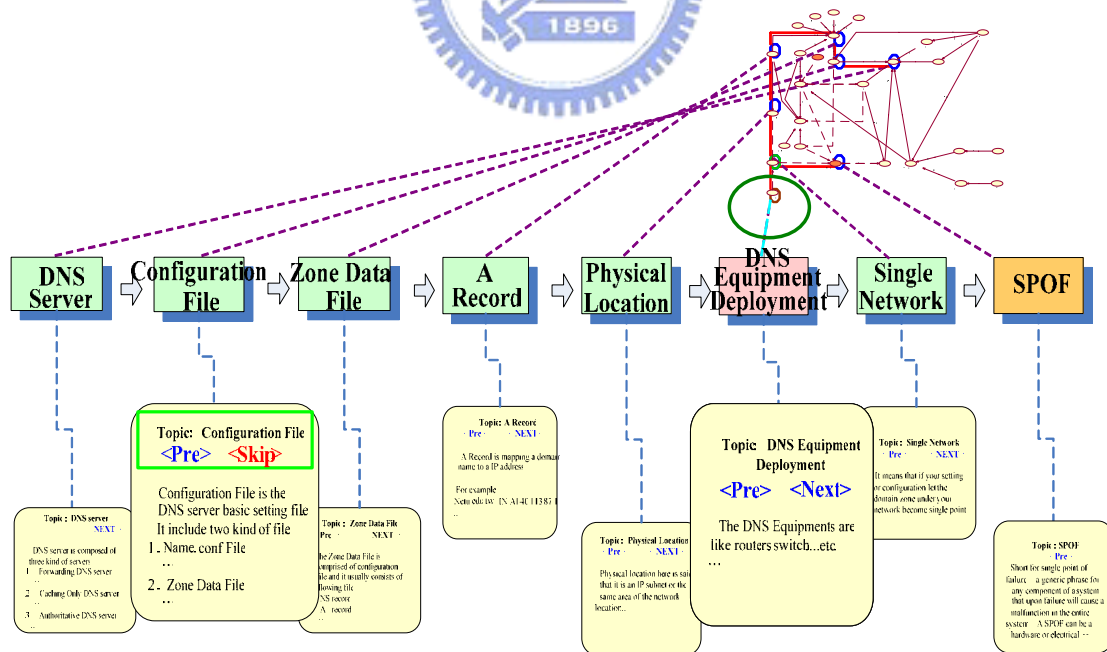 1896
DNS
Server
Configuration
File
Zone Data
File
A
Record
Physical
Location
DNS
Equipment
Deployment
Single
Network
SPOF
Topic: DNS server
NEXT
DNS server is composed of
three kind of servers
1 Forwarding DNS server
..
2 Caching Only DNS server
..
3 Authoritative DNS server
..
Topic: Configuration File
<Pre> <Skip>
Configuration File is the
DNS server basic setting file
It include two kind of file
1. Name.conf File
...
2. Zone Data File
...
Topic: Zone Data File
Pre NEXT
he Zone Data File is
omprised of configuration
file and it usually consists of
llowing file
NS record
A record
..
Topic: A Record
Pre NEXT
A Record is mapping a domain
name to a IP address
For example
..
Topic: Physical Location
Pre NEXT
Physical location here is said
that it is an IP subnet or the
same area of the network
location...
Topic: DNS Equipment
Deployment
<Pre> <Next>
The DNS Equipments are
like routers switch...etc
...
Topic: Single Network
Pre NEXT
It means that if your setting
or configuration let the
domain zone under your
network become single point
Topic: SPOF
Pre
Short for single point of
failure a generic phrase for
any component of a system
that upon failure will cause a
malfunction in the entire
system A SPOF can be a
hardware or electrical ..